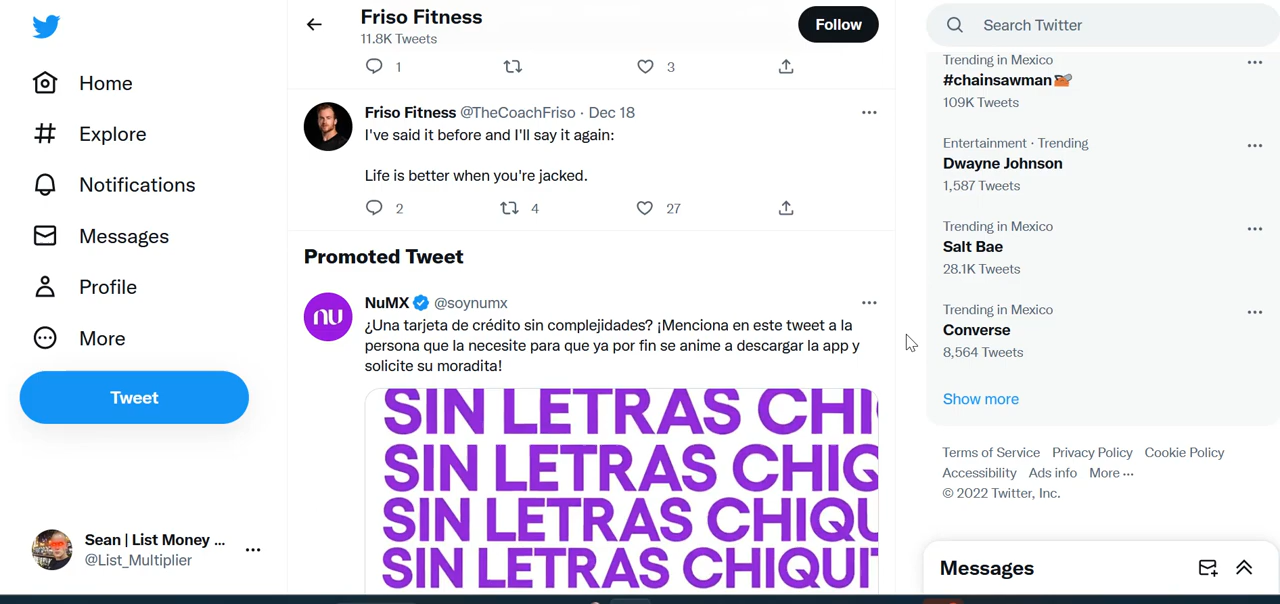 Home
Explore
Notifications
Messages
Profile
More
Tweet
Sean | List Money ...
@List_Multiplier
Friso Fitness
11.8K Tweets
Follow
1
3
Friso Fitness @TheCoachFriso · Dec 18
I've said it before and I'll say it again:
Life is better when you're jacked.
2
4
27
Promoted Tweet
nu
NuMX @soynumx
¿Una tarjeta de crédito sin complejidades? ¡Menciona en este tweet a la
persona que la necesite para que ya por fin se anime a descargar la app y
solicite su moradita!
SIN LETRAS CHI
SIN LETRAS CHIQ
SIN LETRAS CHIQU
SIN LETRAS CHIQUIT
Search Twitter
Trending in Mexico
#chainsawman
109K Tweets
Entertainment · Trending
Dwayne Johnson
1,587 Tweets
Trending in Mexico
Salt Bae
28.1K Tweets
Trending in Mexico
Converse
8,564 Tweets
Show more
Terms of Service Privacy Policy Cookie Policy
Accessibility Ads info More ...
© 2022 Twitter, Inc.
Messages